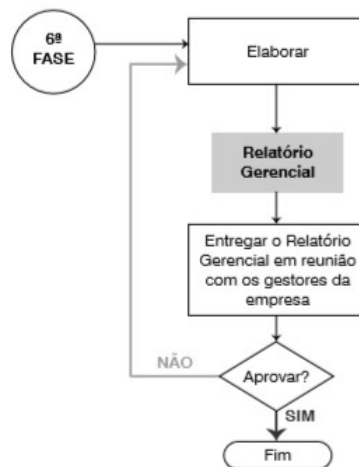 6ª
FASE
Elaborar
Relatório
Gerencial
Entregar o Relatório
Gerencial em reunião
com os gestores da
empresa
NÃO
Aprovar?
SIM
Fim